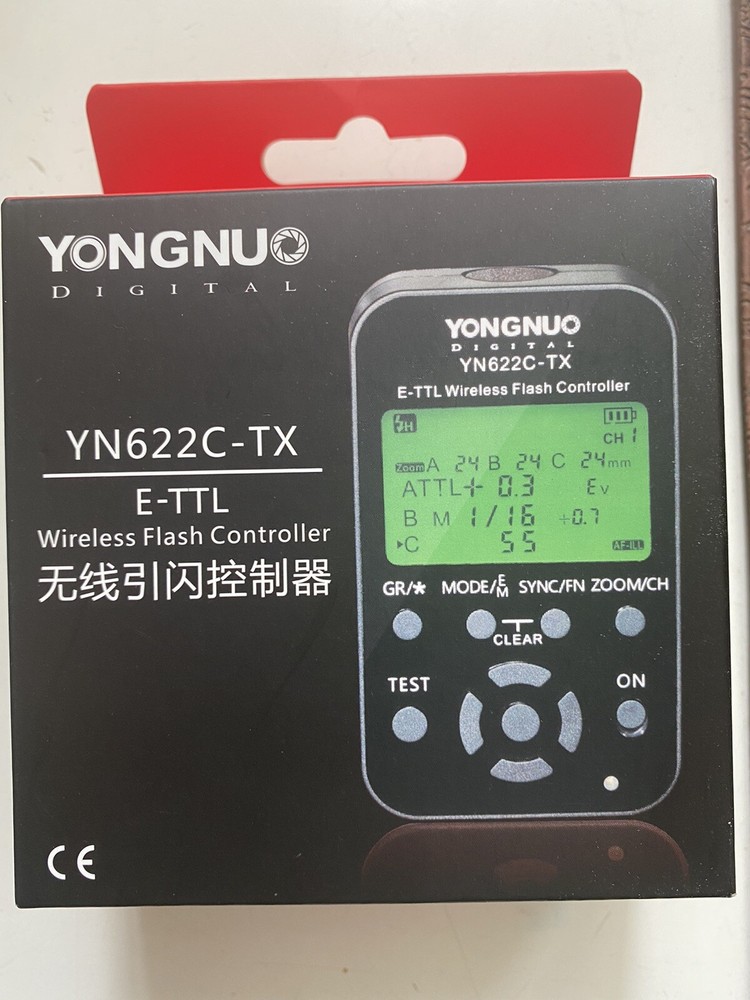 YONGNUO
DIGITAL
YN622C-TX
E-TTL
Wireless Flash Controller
无线引闪控制器
CE
YONGNUO
DIGITAL
YN622C-TX
E-TTL Wireless Flash Controller
H
CH 1
Zoom A 24 B 24 C 24mm
ATTL+ 0.3 Ev
B M 1/16 +0.7
C 55 AF-ILL
GR/* MODE/E/M SYNC/FN ZOOM/CH
CLEAR
TEST ON